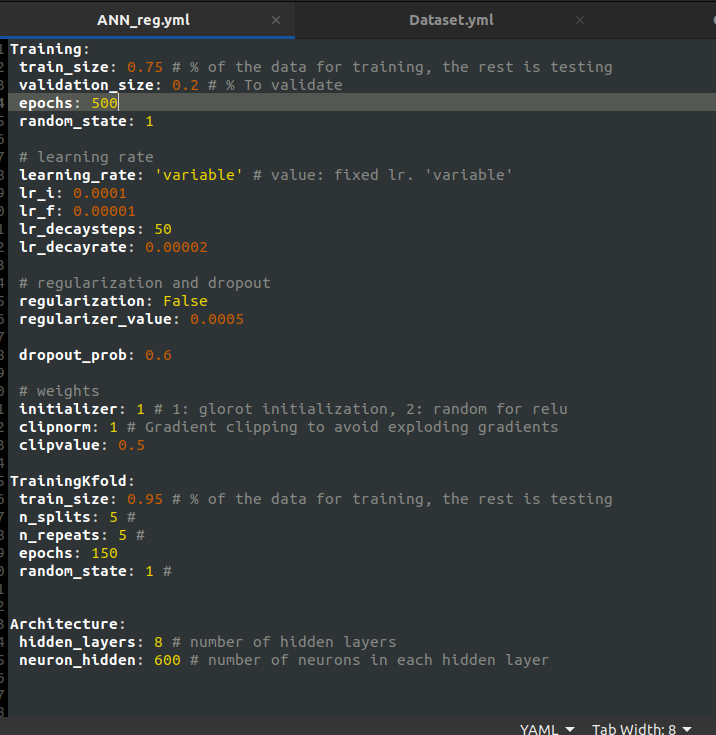 ANN_reg.yml × Dataset.yml ×
Training:
train_size: 0.75 # % of the data for training, the rest is testing
validation_size: 0.2 # % To validate
epochs: 500
random_state: 1
# learning rate
learning_rate: 'variable' # value: fixed lr. 'variable'
lr_i: 0.0001
lr_f: 0.00001
lr_decaysteps: 50
lr_decayrate: 0.00002
# regularization and dropout
regularization: False
regularizer_value: 0.0005
dropout_prob: 0.6
# weights
initializer: 1 # 1: glorot initialization, 2: random for relu
clipnorm: 1 # Gradient clipping to avoid exploding gradients
clipvalue: 0.5
TrainingKfold:
train_size: 0.95 # % of the data for training, the rest is testing
n_splits: 5 #
n_repeats: 5 #
epochs: 150
random_state: 1 #
Architecture:
hidden_layers: 8 # number of hidden layers
neuron_hidden: 600 # number of neurons in each hidden layer
YAML Tab Width: 8